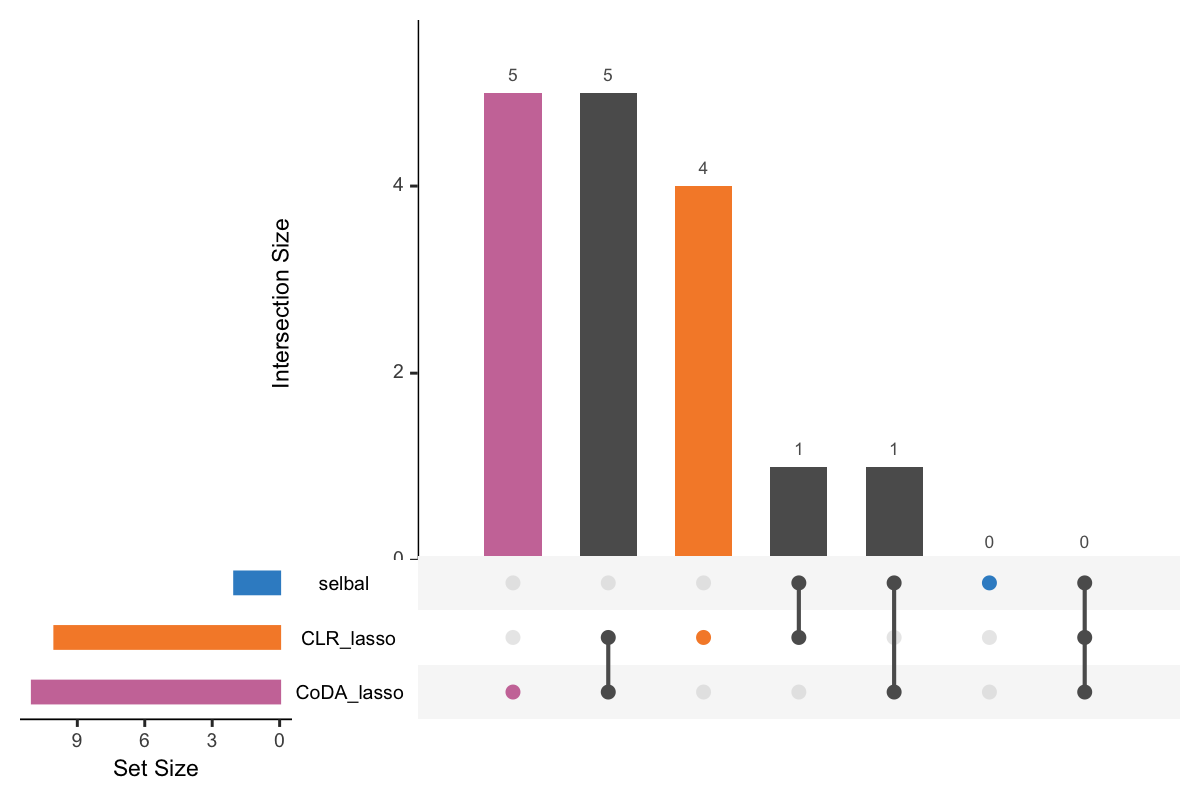 5 5
4
4
2
1 1
0 0 0
Intersection Size
selbal
CLR_lasso
CoDA_lasso
9 6 3 0
Set Size